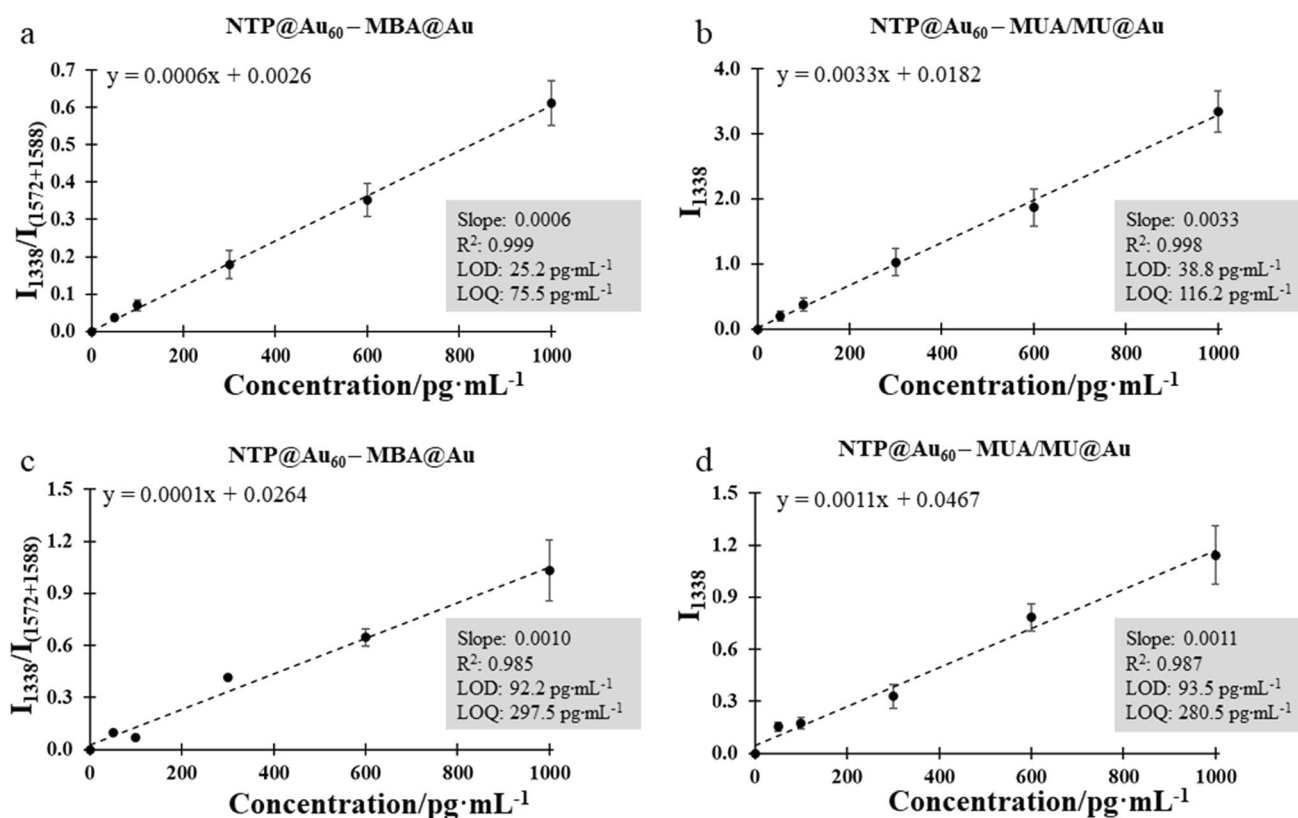 a
NTP@Au₆₀ – MBA@Au
y = 0.0006x + 0.0026
I₁₃₃₈/I₍₁₅₇₂₊₁₅₈₈₎
0.7
0.6
0.5
0.4
0.3
0.2
0.1
0.0
Slope: 0.0006
R²: 0.999
LOD: 25.2 pg·mL⁻¹
LOQ: 75.5 pg·mL⁻¹
0 200 400 600 800 1000
Concentration/pg·mL⁻¹
b
NTP@Au₆₀ – MUA/MU@Au
y = 0.0033x + 0.0182
I₁₃₃₈
4.0
3.0
2.0
1.0
0.0
Slope: 0.0033
R²: 0.998
LOD: 38.8 pg·mL⁻¹
LOQ: 116.2 pg·mL⁻¹
0 200 400 600 800 1000
Concentration/pg·mL⁻¹
c
NTP@Au₆₀ – MBA@Au
y = 0.0001x + 0.0264
I₁₃₃₈/I₍₁₅₇₂₊₁₅₈₈₎
1.5
1.2
0.9
0.6
0.3
0.0
Slope: 0.0010
R²: 0.985
LOD: 92.2 pg·mL⁻¹
LOQ: 297.5 pg·mL⁻¹
0 200 400 600 800 1000
Concentration/pg·mL⁻¹
d
NTP@Au₆₀ – MUA/MU@Au
y = 0.0011x + 0.0467
I₁₃₃₈
1.5
1.2
0.9
0.6
0.3
0.0
Slope: 0.0011
R²: 0.987
LOD: 93.5 pg·mL⁻¹
LOQ: 280.5 pg·mL⁻¹
0 200 400 600 800 1000
Concentration/pg·mL⁻¹